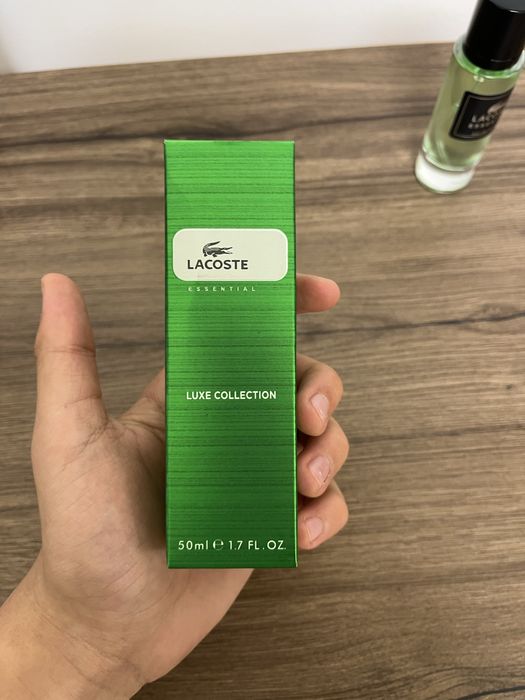 LACOSTE
ESSENTIAL
LUXE COLLECTION
50ml ℮ 1.7 FL.OZ.
LACOSTE